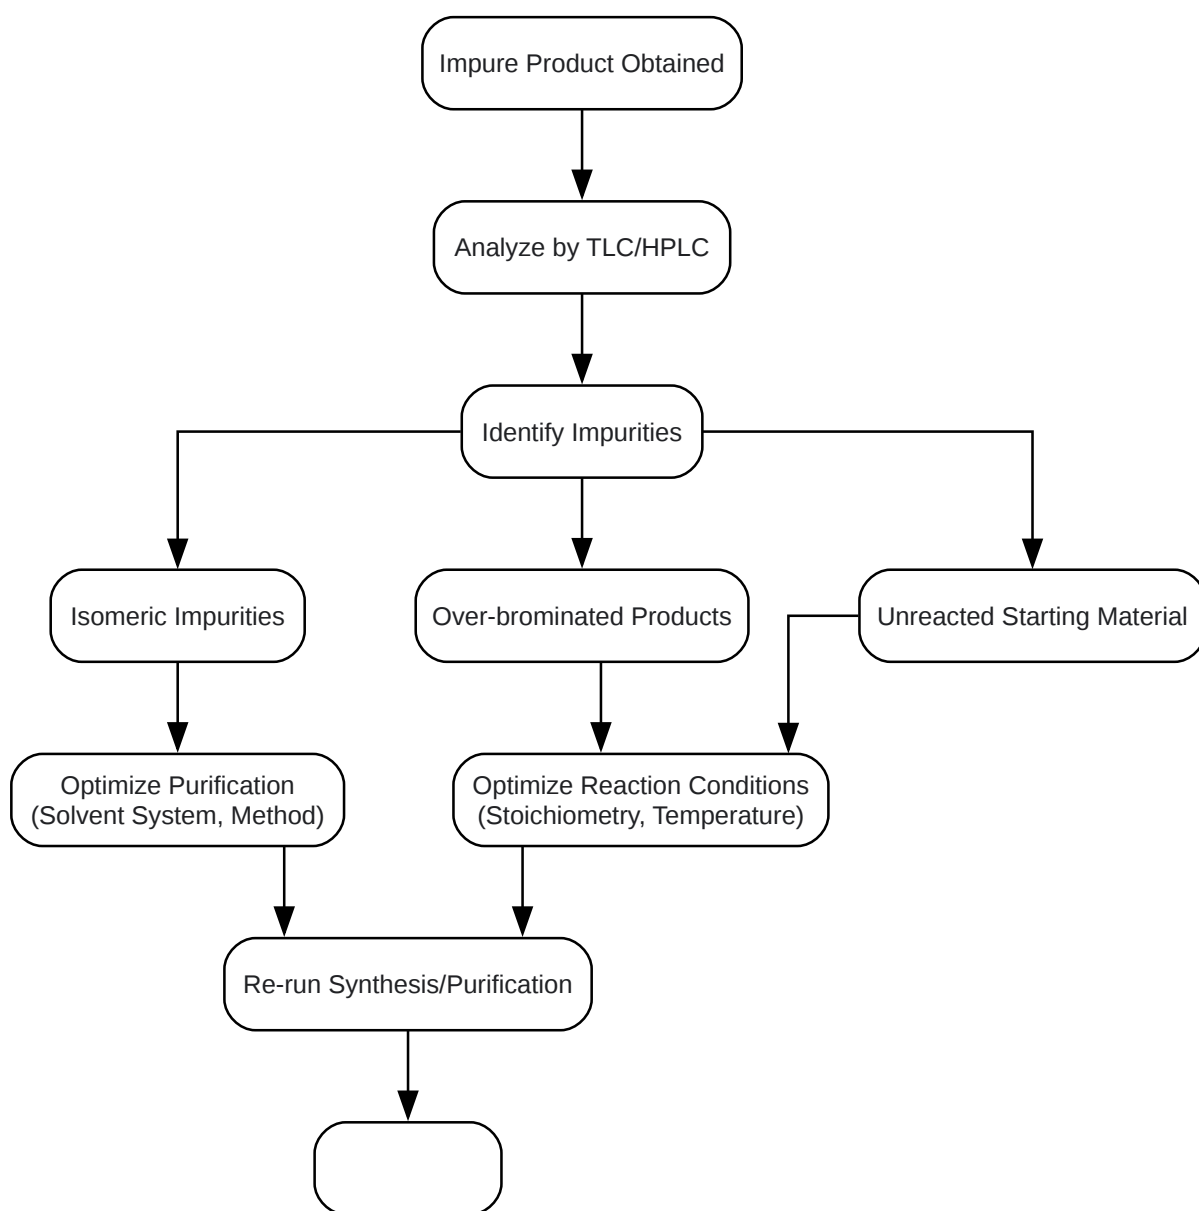 Impure Product Obtained
Analyze by TLC/HPLC
Identify Impurities
Isomeric Impurities
Over-brominated Products
Unreacted Starting Material
Optimize Purification
(Solvent System, Method)
Optimize Reaction Conditions
(Stoichiometry, Temperature)
Re-run Synthesis/Purification